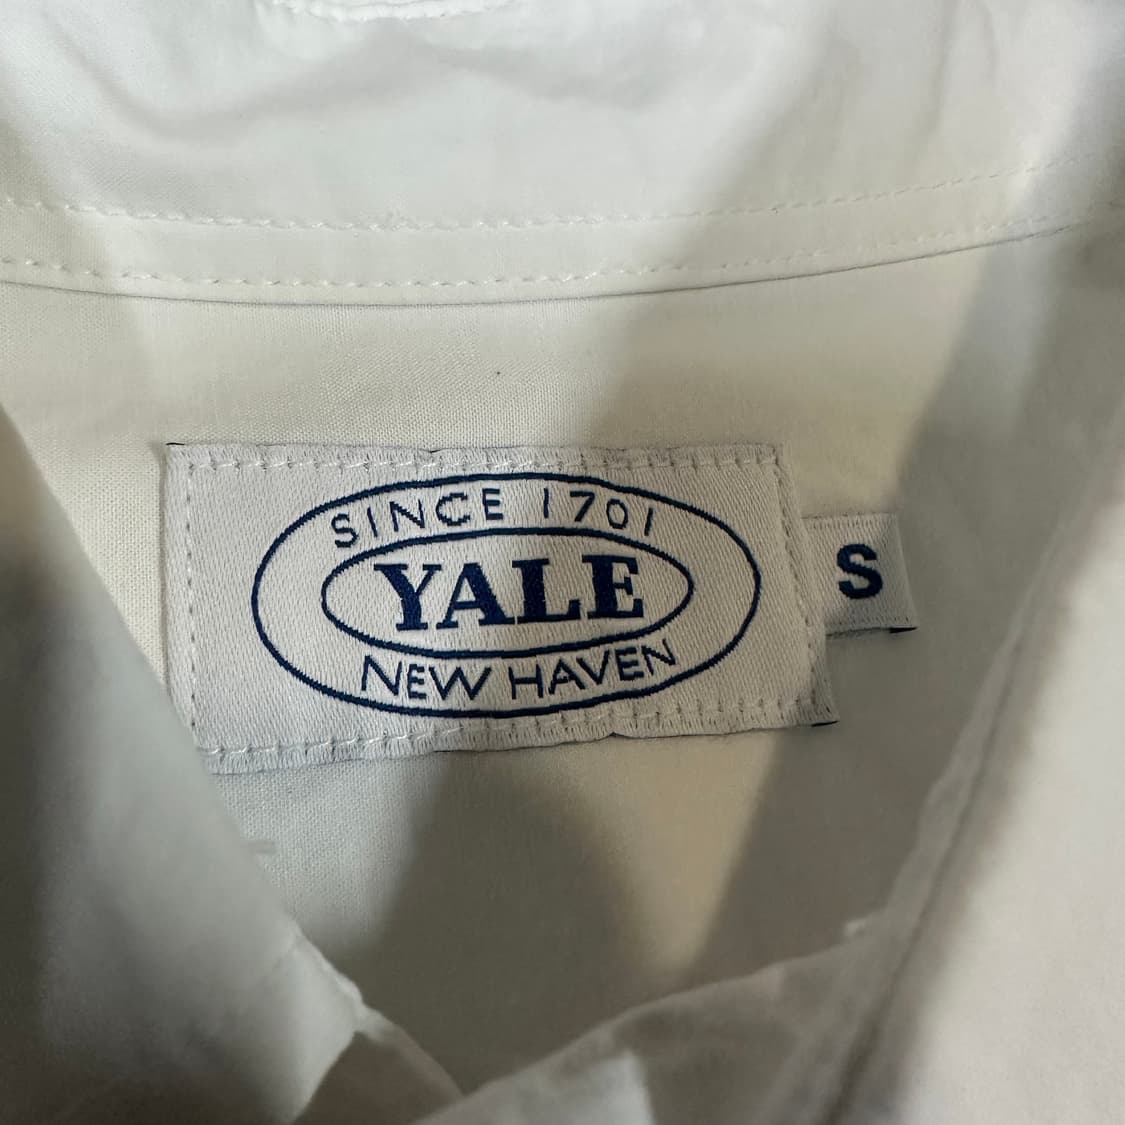 SINCE 1701
YALE
NEW HAVEN
S